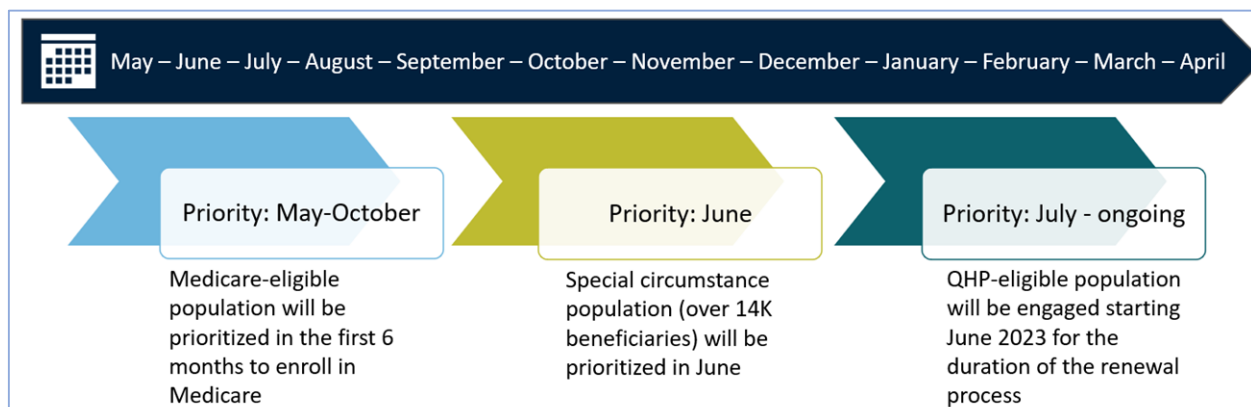 May – June – July – August – September – October – November – December – January – February – March – April
Priority: May-October
Medicare-eligible
population will be
prioritized in the first 6
months to enroll in
Medicare
Priority: June
Special circumstance
population (over 14K
beneficiaries) will be
prioritized in June
Priority: July - ongoing
QHP-eligible population
will be engaged starting
June 2023 for the
duration of the renewal
process